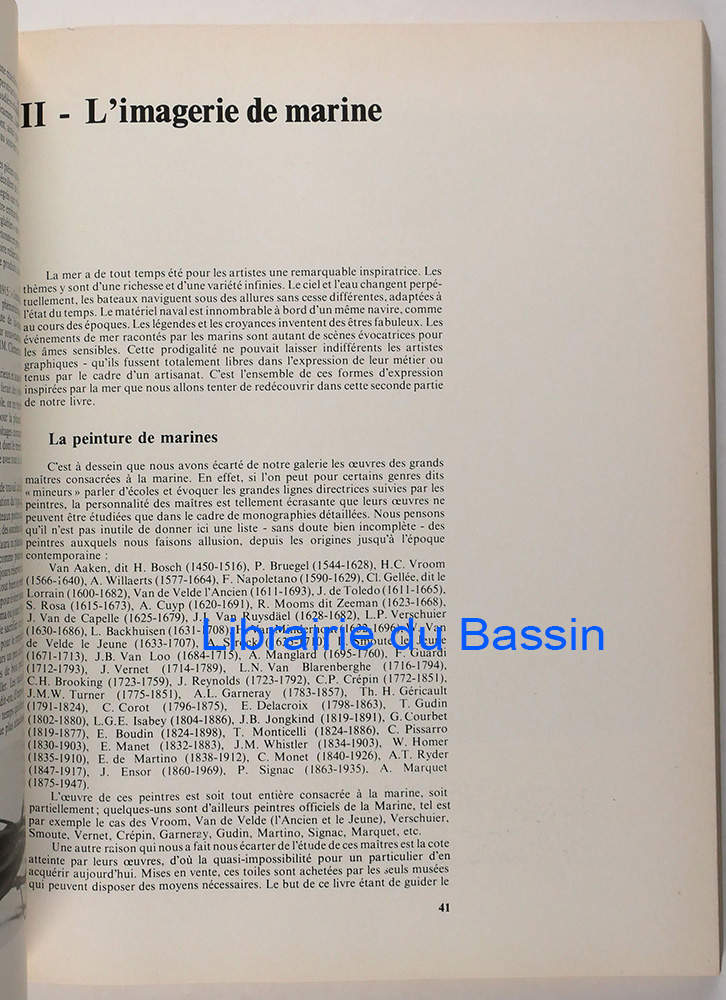 II - L'imagerie de marine
La mer a de tout temps été pour les artistes une remarquable inspiratrice. Les
thèmes y sont d'une richesse et d'une variété infinies. Le ciel et l'eau changent perpé-
tuellement, les bateaux naviguent sous des allures sans cesse différentes, adaptées à
l'état du temps. Le matériel naval est innombrable à bord d'un même navire, comme
au cours des époques. Les légendes et les croyances inventent des êtres fabuleux. Les
événements de mer racontés par les marins sont autant de scènes évocatrices pour
les âmes sensibles. Cette prodigalité ne pouvait laisser indifférents les artistes
graphiques - qu'ils fussent totalement libres dans l'expression de leur métier ou
tenus par le cadre d'un artisanat. C'est l'ensemble de ces formes d'expression
inspirées par la mer que nous allons tenter de redécouvrir dans cette seconde partie
de notre livre.
La peinture de marines
C'est à dessein que nous avons écarté de notre galerie les œuvres des grands
maîtres consacrées à la marine. En effet, si l'on peut pour certains genres dits
« mineurs » parler d'écoles et évoquer les grandes lignes directrices suivies par les
peintres, la personnalité des maîtres est tellement écrasante que leurs œuvres ne
peuvent être étudiées que dans le cadre de monographies détaillées. Nous pensons
qu'il n'est pas inutile de donner ici une liste - sans doute bien incomplète - des
peintres auxquels nous faisons allusion, depuis les origines jusqu'à l'époque
contemporaine :
Van Aaken, dit H. Bosch (1450-1516), P. Bruegel (1544-1628), H.C. Vroom
(1566-1640), A. Willaerts (1577-1664), F. Napoletano (1590-1629), Cl. Gellée, dit le
Lorrain (1600-1682), Van de Velde l'Ancien (1611-1693), J. de Toledo (1611-1665),
S. Rosa (1615-1673), A. Cuyp (1620-1691), R. Mooms dit Zeeman (1623-1668),
J. Van de Capelle (1625-1679), J.I. Van Ruysdäel (1628-1682), L.P. Verschuier
(1630-1686), L. Backhuisen (1631-1708), H. Van Minderhout (1632-1696), W. Van
de Velde le Jeune (1633-1707), A. Storck (1635-1710), I. Smoute le Jeune
(1671-1713), J.B. Van Loo (1684-1715), A. Manglard (1695-1760), F. Guardi
(1712-1793), J. Vernet (1714-1789), L.N. Van Blarenberghe (1716-1794),
C.H. Brooking (1723-1759), J. Reynolds (1723-1792), C.P. Crépin (1772-1851),
J.M.W. Turner (1775-1851), A.L. Garneray (1783-1857), Th. H. Géricault
(1791-1824), C. Corot (1796-1875), E. Delacroix (1798-1863), T. Gudin
(1802-1880), L.G.E. Isabey (1804-1886), J.B. Jongkind (1819-1891), G. Courbet
(1819-1877), E. Boudin (1824-1898), T. Monticelli (1824-1886), C. Pissarro
(1830-1903), E. Manet (1832-1883), J.M. Whistler (1834-1903), W. Homer
(1835-1910), E. de Martino (1838-1912), C. Monet (1840-1926), A.T. Ryder
(1847-1917), J. Ensor (1860-1969), P. Signac (1863-1935), A. Marquet
(1875-1947).
L'œuvre de ces peintres est soit tout entière consacrée à la marine, soit
partiellement ; quelques-uns sont d'ailleurs peintres officiels de la Marine, tel est
par exemple le cas des Vroom, Van de Velde (l'Ancien et le Jeune), Verschuier,
Smoute, Vernet, Crépin, Garneray, Gudin, Martino, Signac, Marquet, etc.
Une autre raison qui nous a fait nous écarter de l'étude de ces maîtres est la cote
atteinte par leurs œuvres, d'où la quasi-impossibilité pour un particulier d'en
acquérir aujourd'hui. Mises en vente, ces toiles sont achetées par les seuls musées
qui peuvent disposer des moyens nécessaires. Le but de ce livre étant de guider le
41
Librairie du Bassin